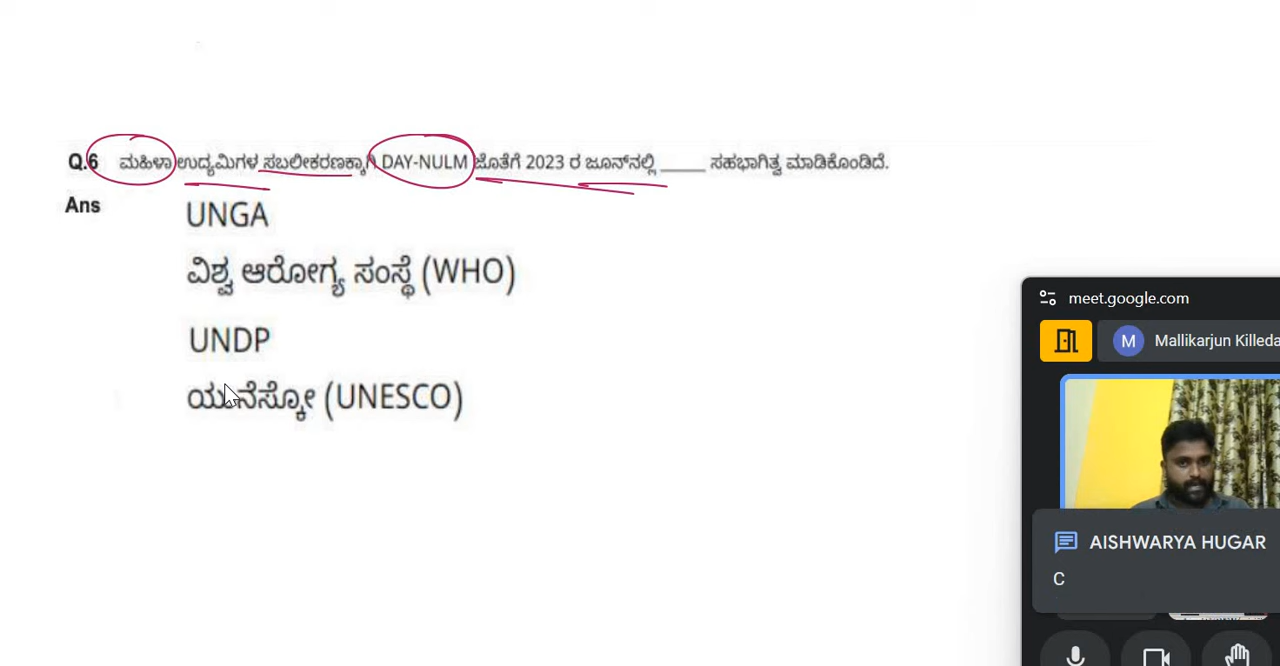 Q.6 ಮಹಿಳಾ ಉದ್ಯಮಿಗಳ ಸಬಲೀಕರಣಕ್ಕಾಗಿ DAY-NULM ಜೊತೆಗೆ 2023 ರ ಜೂನ್‌ನಲ್ಲಿ ____ ಸಹಭಾಗಿತ್ವ ಮಾಡಿಕೊಂಡಿದೆ.
Ans UNGA
ವಿಶ್ವ ಆರೋಗ್ಯ ಸಂಸ್ಥೆ (WHO)
UNDP
ಯುನೆಸ್ಕೋ (UNESCO)
meet.google.com
M Mallikarjun Killeda
AISHWARYA HUGAR
C